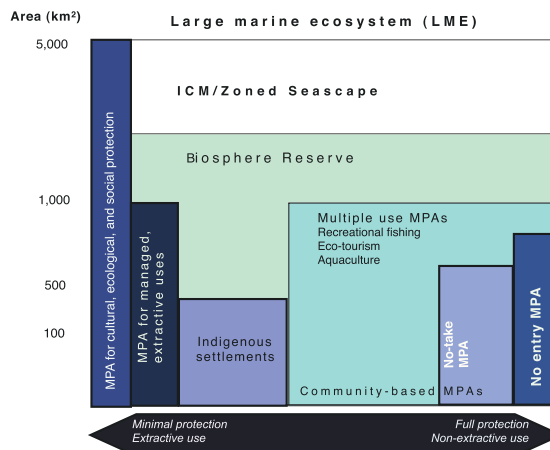 Area (km²)
Large marine ecosystem (LME)
5,000
ICM/Zoned Seascape
Biosphere Reserve
1,000
500
100
MPA for cultural, ecological, and social protection
MPA for managed,
extractive uses
Indigenous
settlements
Multiple use MPAs
Recreational fishing
Eco-tourism
Aquaculture
Community-based MPAs
No-take
MPA
No entry MPA
Minimal protection
Extractive use
Full protection
Non-extractive use